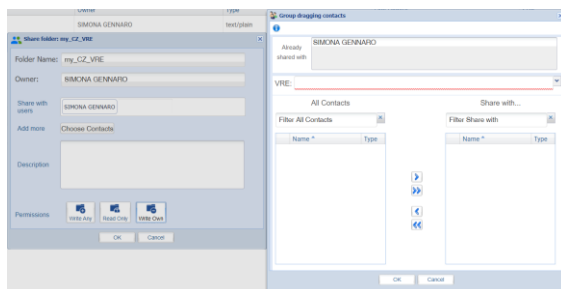 Owner
Type
SIMONA GENNARO
text/plain
Share folder: my_CZ_VRE
Folder Name:
my_CZ_VRE
Owner:
SIMONA GENNARO
Share with users
SIMONA GENNARO
Add more
Choose Contacts
Description
Permissions
Write Any
Read Only
Write Own
OK
Cancel
Group dragging contacts
Already shared with
SIMONA GENNARO
VRE:
All Contacts
Share with...
Filter All Contacts
Filter Share with
Name
Type
Name
Type
OK
Cancel